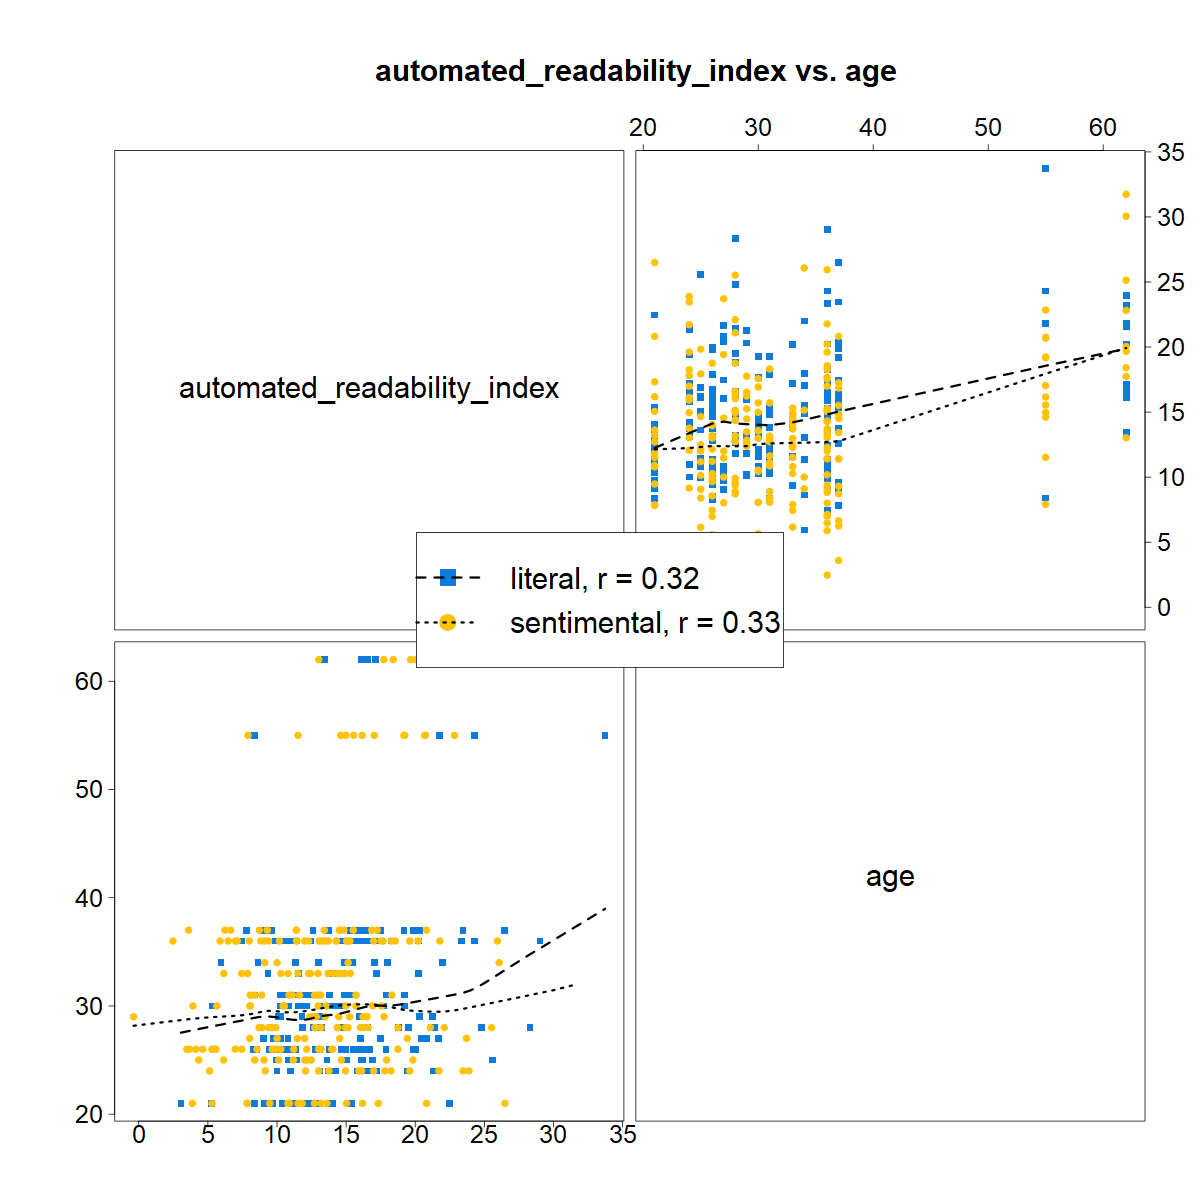 automated_readability_index vs. age
20 30 40 50 60
automated_readability_index
35
30
25
20
15
10
5
0
literal, r = 0.32
sentimental, r = 0.33
60
50
40
30
20
age
0 5 10 15 20 25 30 35